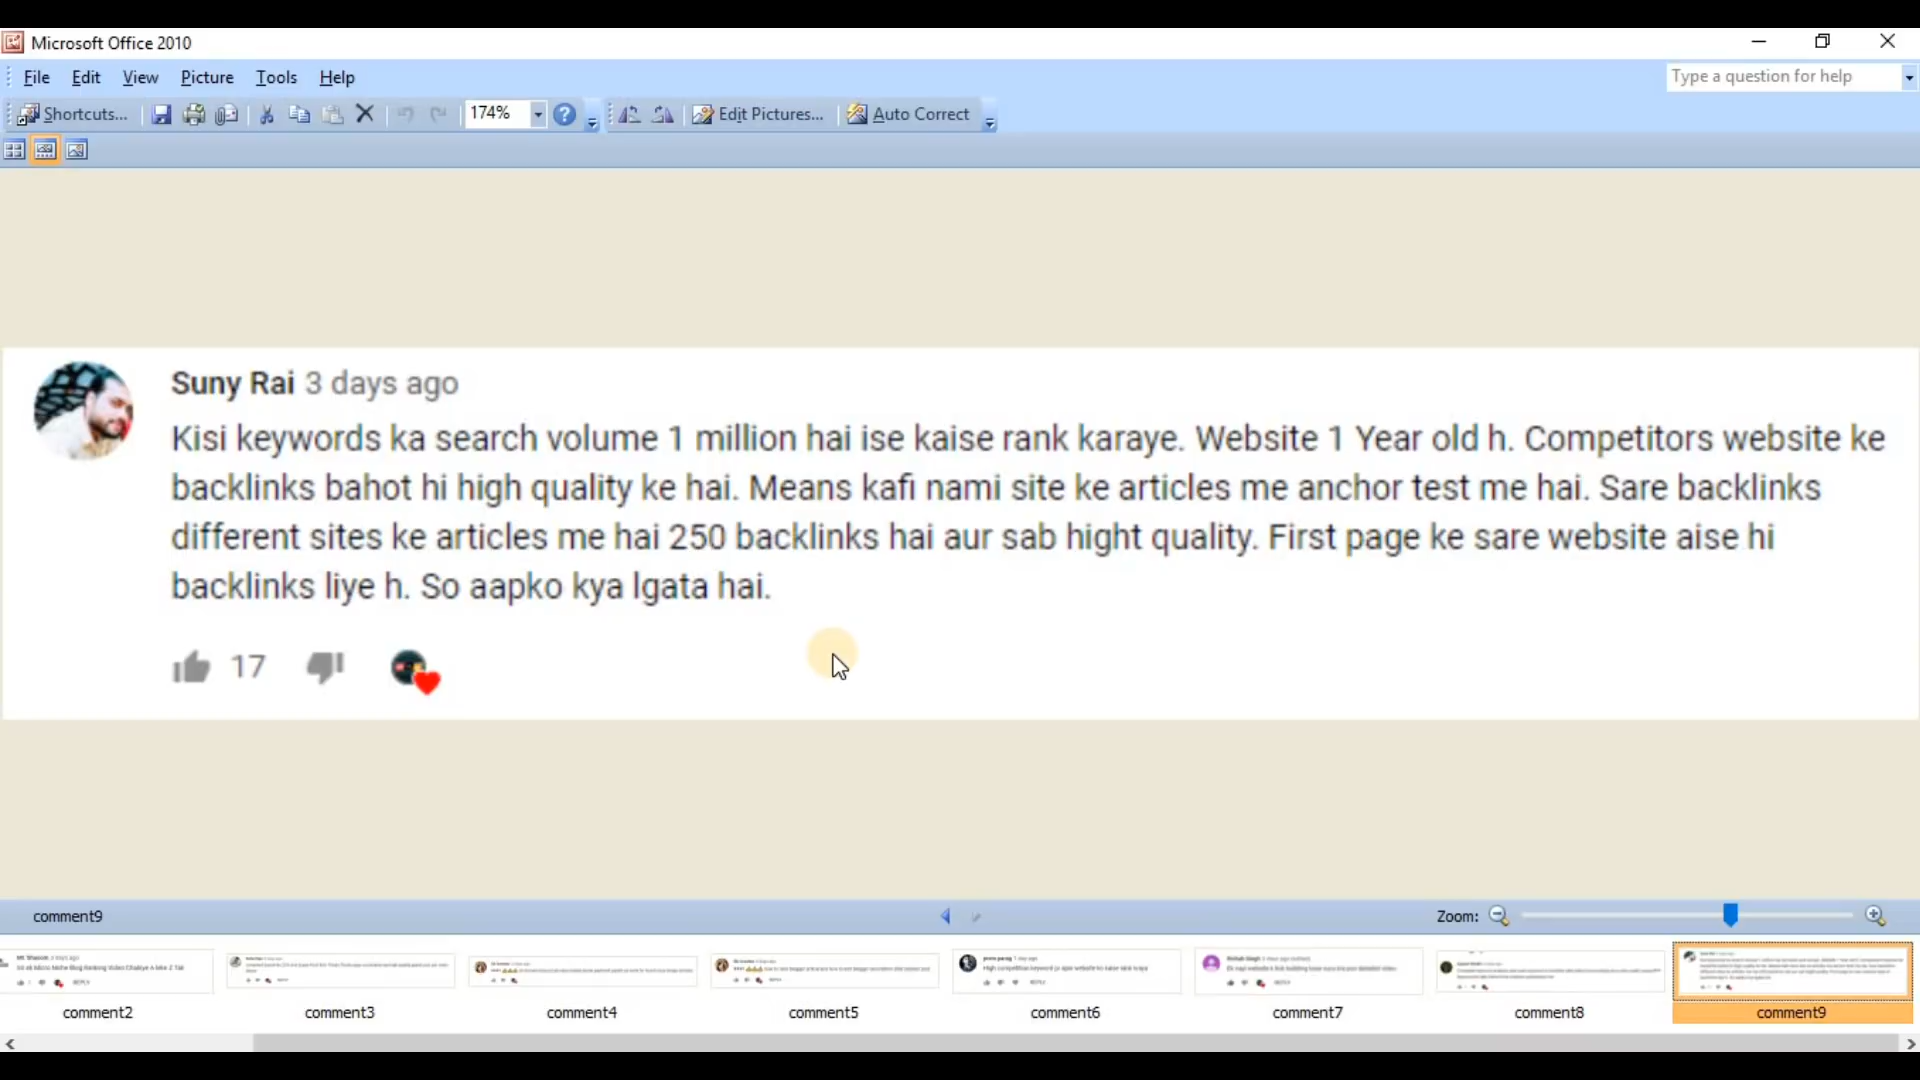 Microsoft Office 2010
File Edit View Picture Tools Help
Type a question for help
Shortcuts... 174% Edit Pictures... Auto Correct
Suny Rai 3 days ago
Kisi keywords ka search volume 1 million hai ise kaise rank karaye. Website 1 Year old h. Competitors website ke
backlinks bahot hi high quality ke hai. Means kafi nami site ke articles me anchor test me hai. Sare backlinks
different sites ke articles me hai 250 backlinks hai aur sab hight quality. First page ke sare website aise hi
backlinks liye h. So aapko kya lgata hai.
17
comment9
Zoom:
comment2 comment3 comment4 comment5 comment6 comment7 comment8 comment9